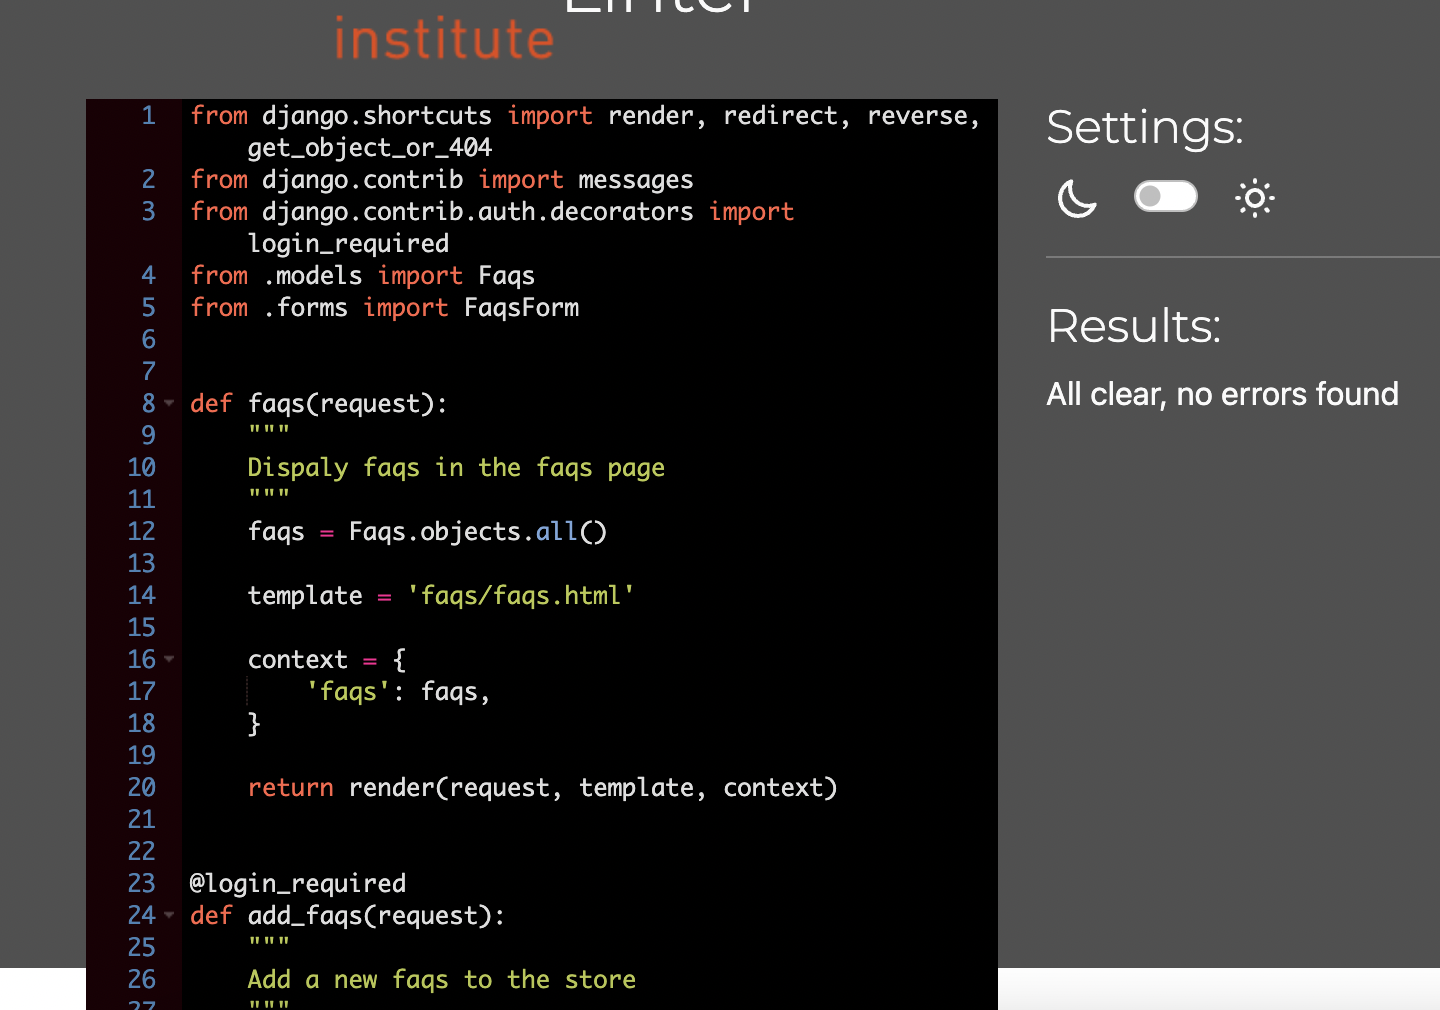 Linter
institute
1 from django.shortcuts import render, redirect, reverse,
get_object_or_404
2 from django.contrib import messages
3 from django.contrib.auth.decorators import
login_required
4 from .models import Faqs
5 from .forms import FaqsForm
6
7
8 def faqs(request):
9 """
10 Dispaly faqs in the faqs page
11 """
12 faqs = Faqs.objects.all()
13
14 template = 'faqs/faqs.html'
15
16 context = {
17 'faqs': faqs,
18 }
19
20 return render(request, template, context)
21
22
23 @login_required
24 def add_faqs(request):
25 """
26 Add a new faqs to the store
27 """
Settings:
Results:
All clear, no errors found